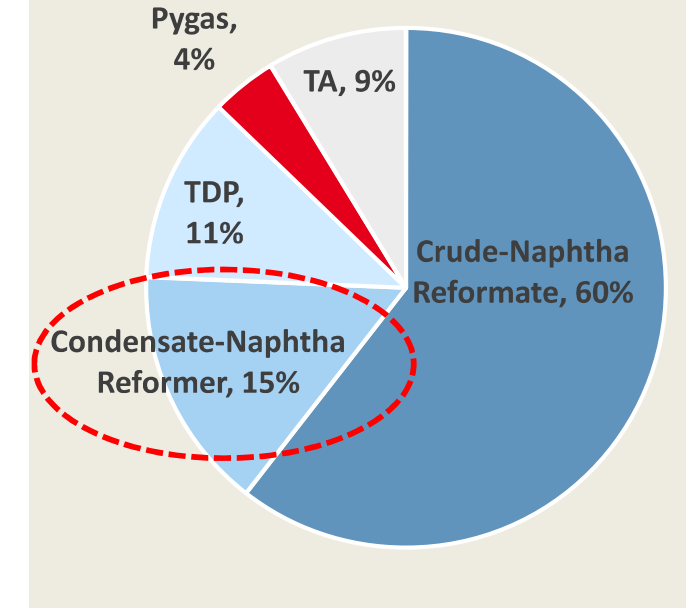 Pygas,
4%
TA, 9%
TDP,
11%
Crude-Naphtha
Reformate, 60%
Condensate-Naphtha
Reformer, 15%